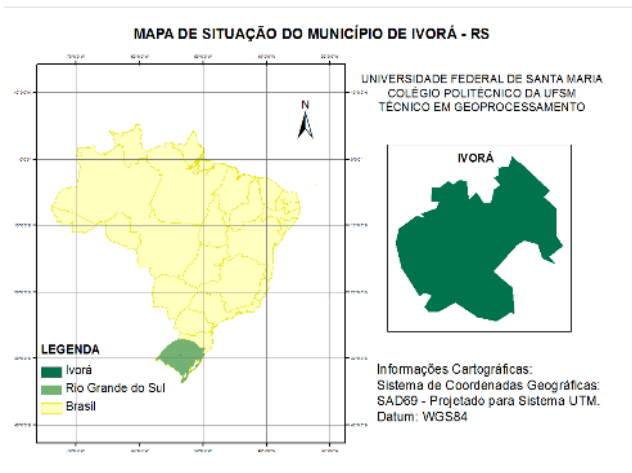 MAPA DE SITUAÇÃO DO MUNICÍPIO DE IVORÁ - RS
UNIVERSIDADE FEDERAL DE SANTA MARIA
COLÉGIO POLITÉCNICO DA UFSM
TÉCNICO EM GEOPROCESSAMENTO
N
IVORÁ
LEGENDA
Ivorá
Rio Grande do Sul
Brasil
Informações Cartográficas:
Sistema de Coordenadas Geográficas:
SAD69 - Projetado para Sistema UTM.
Datum: WGS84